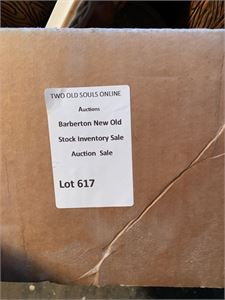 TWO OLD SOULS ONLINE
Auctions
Barberton New Old
Stock Inventory Sale
Auction Sale
Lot 617